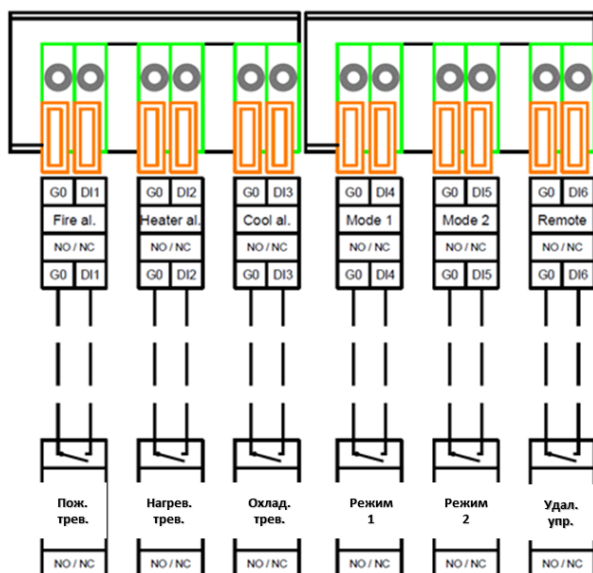 G0 DI1 G0 DI2 G0 DI3 G0 DI4 G0 DI5 G0 DI6
Fire al. Heater al. Cool al. Mode 1 Mode 2 Remote
NO / NC NO / NC NO / NC NO / NC NO / NC NO / NC
G0 DI1 G0 DI2 G0 DI3 G0 DI4 G0 DI5 G0 DI6
Пож. Нагрев. Охлад. Режим Режим Удал.
трев. трев. трев. 1 2 упр.
NO / NC NO / NC NO / NC NO / NC NO / NC NO / NC